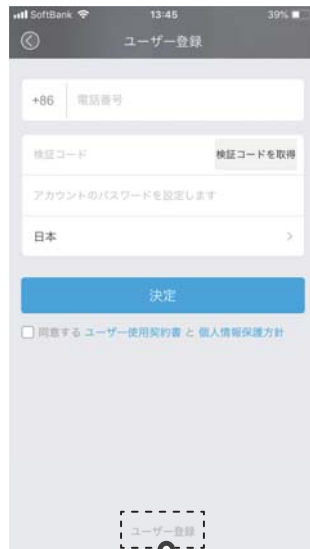 SoftBank 13:45 39%
ユーザー登録
+86 電話番号
検証コード 検証コードを取得
アカウントのパスワードを設定します
日本
決定
同意する ユーザー使用契約書 と 個人情報保護方針
ユーザー登録